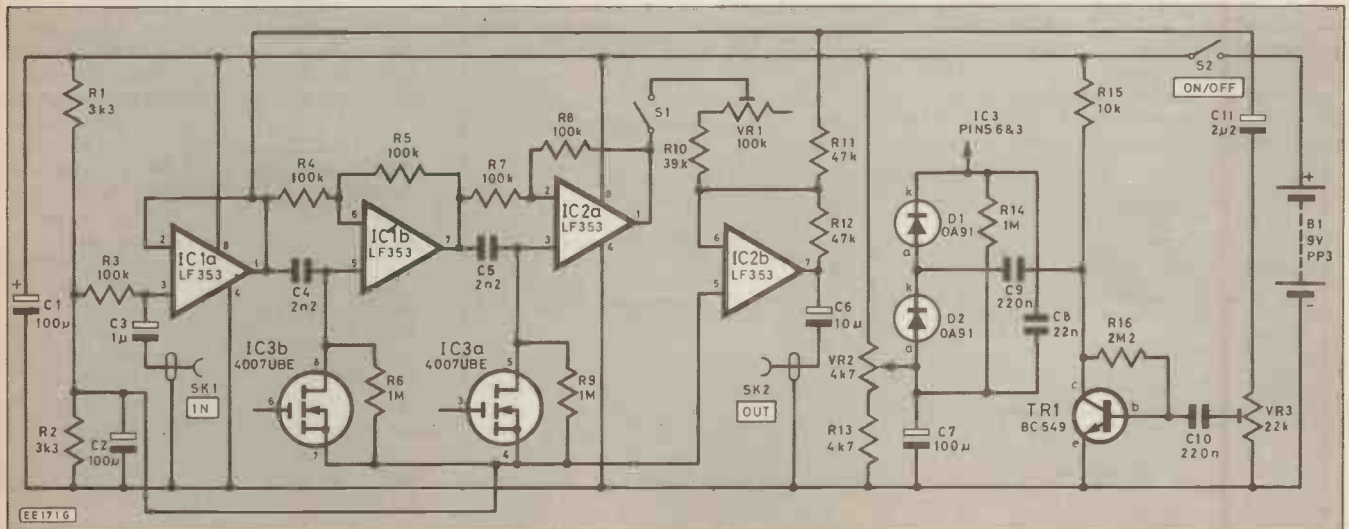 R1
3k3
C1
100µ
R2
3k3
C2
100µ
R3
100k
C3
1µ
SK1
IN
2
3
8
1
4
IC1a
LF353
R4
100k
C4
2n2
R5
100k
6
5
7
IC1b
LF353
IC3b
4007UBE
6
8
7
R6
1M
R7
100k
C5
2n2
IC3a
4007UBE
3
5
4
R9
1M
R8
100k
2
3
8
1
4
IC2a
LF353
S1
VR1
100k
R10
39k
R11
47k
R12
47k
6
5
7
IC2b
LF353
C6
10µ
SK2
OUT
VR2
4k7
R13
4k7
IC3
PINS 6&3
k
D1
OA91
a
k
D2
OA91
a
R14
1M
C9
220n
C8
22n
C7
100µ
R15
10k
R16
2M2
c
b
e
TR1
BC549
C10
220n
VR3
22k
S2
ON/OFF
C11
2µ2
+
B1
9V
PP3
-
+
EE171G